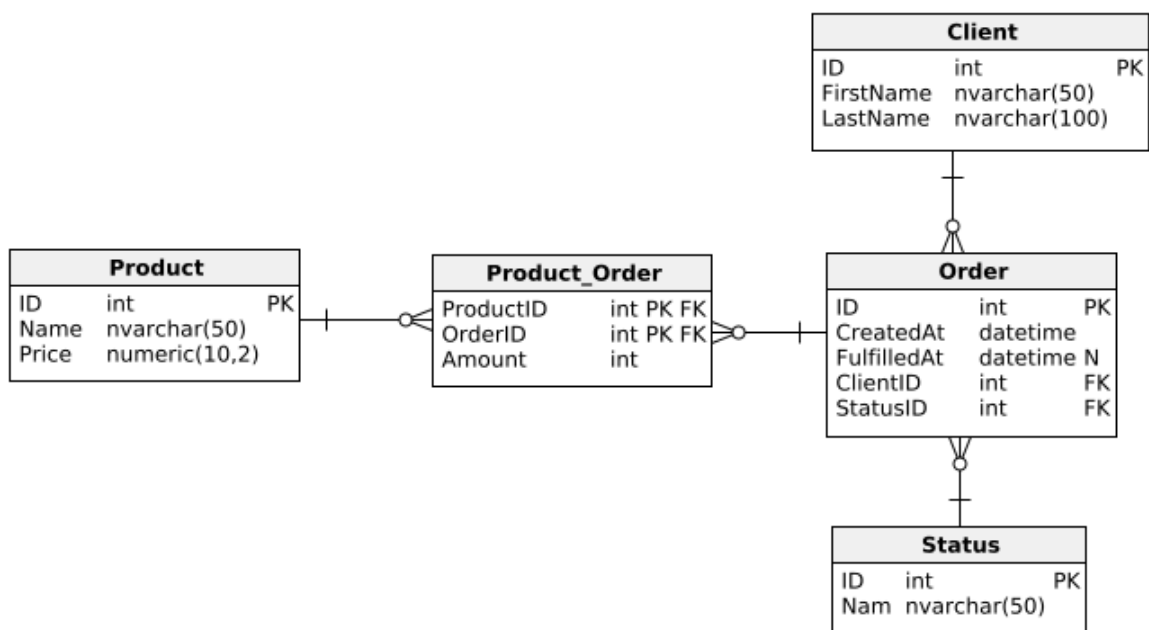 Client
ID int PK
FirstName nvarchar(50)
LastName nvarchar(100)
Product
ID int PK
Name nvarchar(50)
Price numeric(10,2)
Product_Order
ProductID int PK FK
OrderID int PK FK
Amount int
Order
ID int PK
CreatedAt datetime
FulfilledAt datetime N
ClientID int FK
StatusID int FK
Status
ID int PK
Nam nvarchar(50)